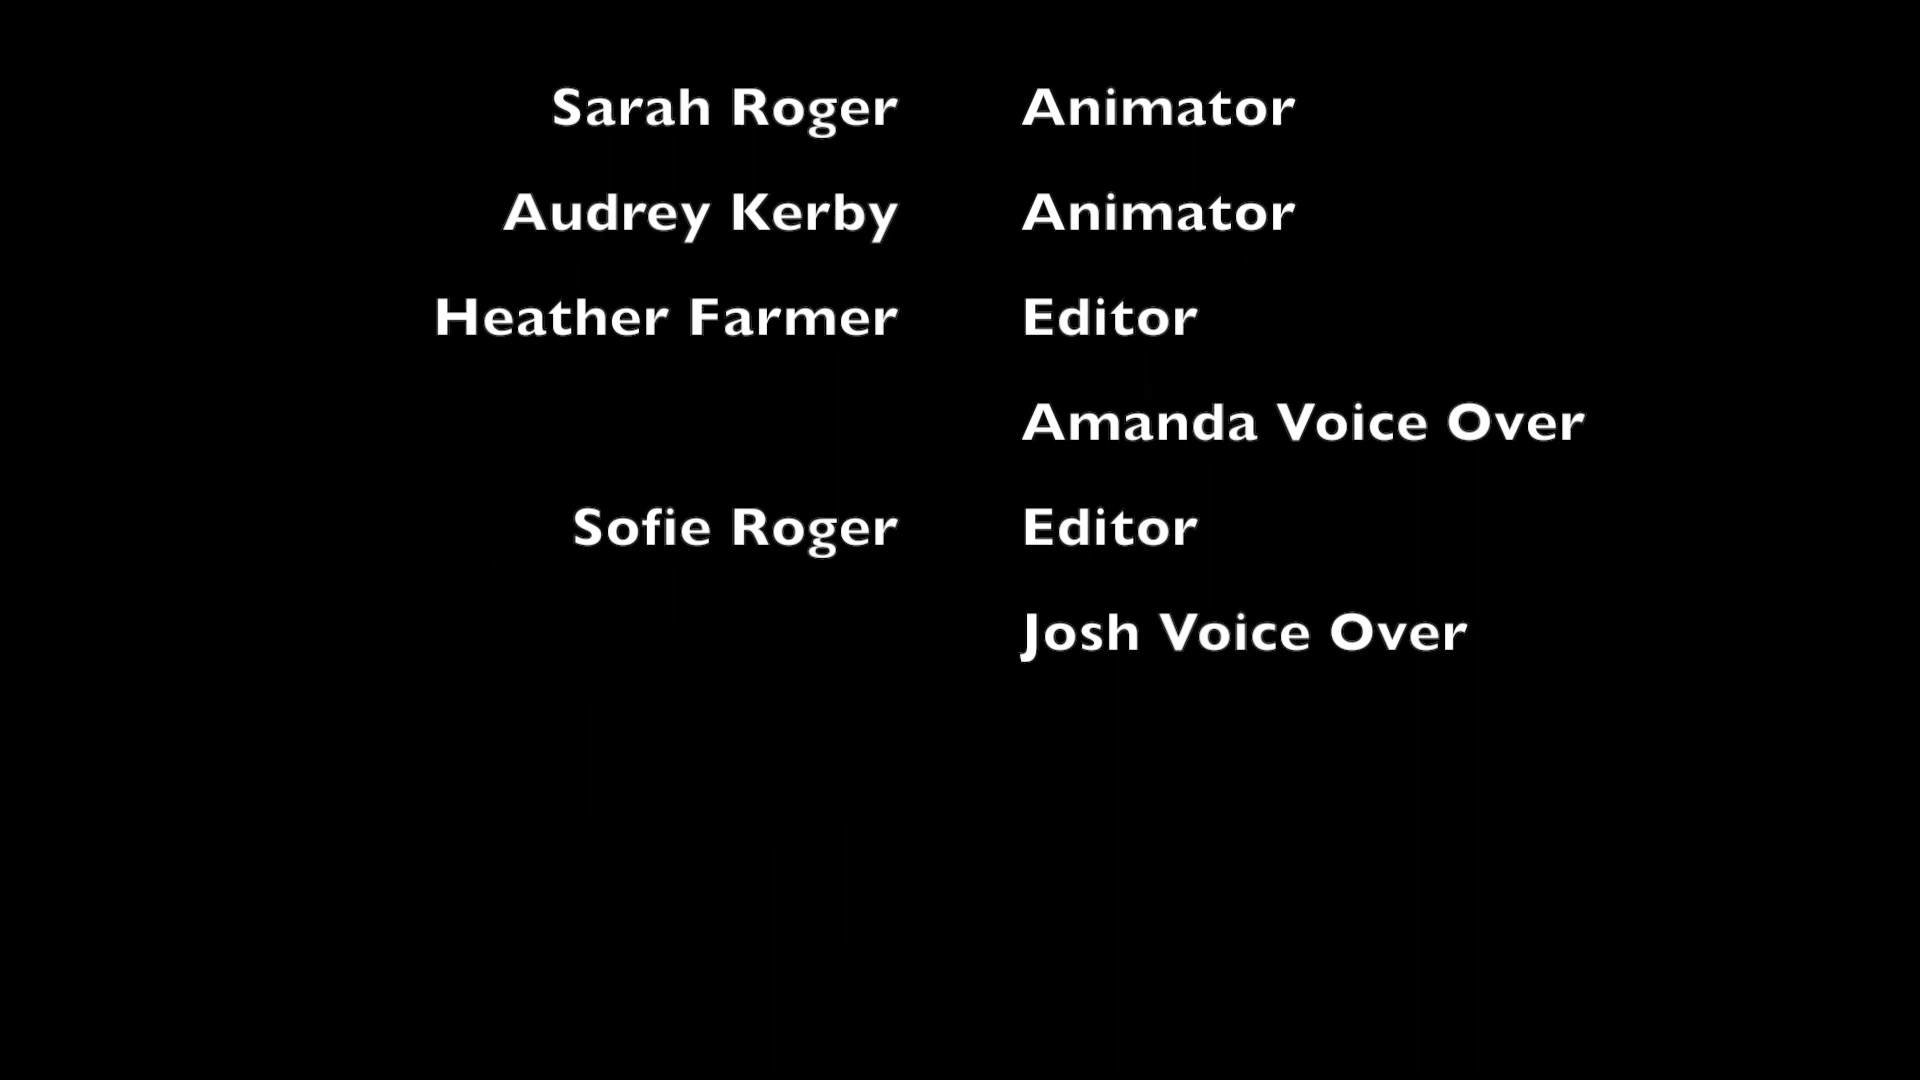 Sarah Roger Animator
Audrey Kerby Animator
Heather Farmer Editor
Amanda Voice Over
Sofie Roger Editor
Josh Voice Over